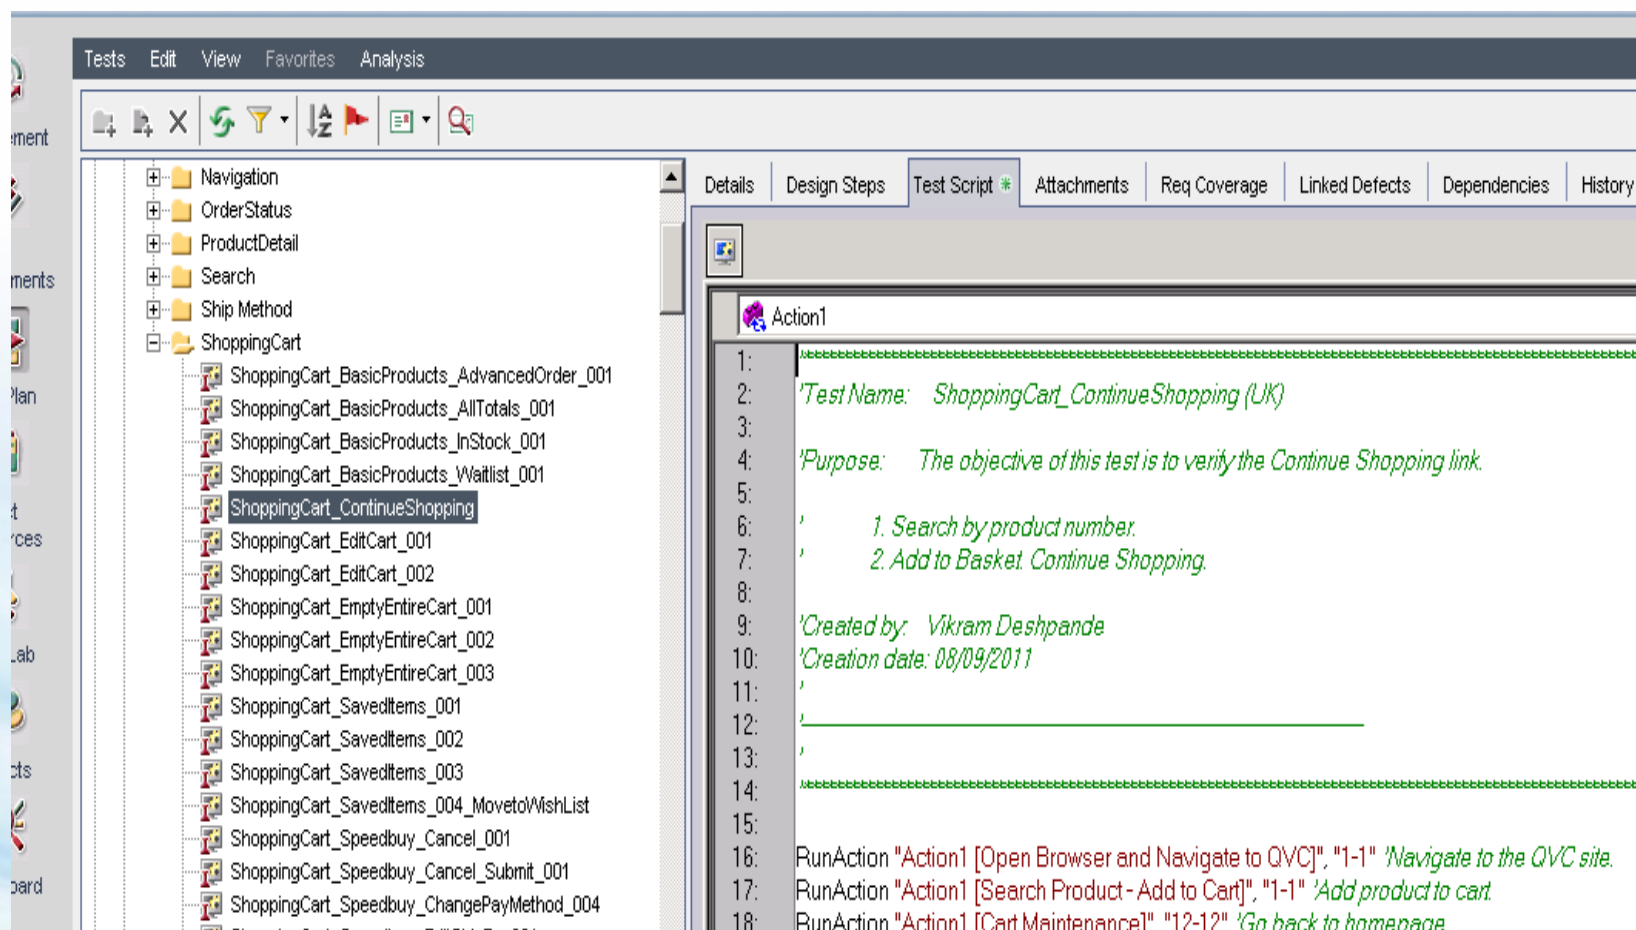 Tests Edit View Favorites Analysis
Navigation
OrderStatus
ProductDetail
Search
Ship Method
ShoppingCart
ShoppingCart_BasicProducts_AdvancedOrder_001
ShoppingCart_BasicProducts_AllTotals_001
ShoppingCart_BasicProducts_InStock_001
ShoppingCart_BasicProducts_Waitlist_001
ShoppingCart_ContinueShopping
ShoppingCart_EditCart_001
ShoppingCart_EditCart_002
ShoppingCart_EmptyEntireCart_001
ShoppingCart_EmptyEntireCart_002
ShoppingCart_EmptyEntireCart_003
ShoppingCart_SavedItems_001
ShoppingCart_SavedItems_002
ShoppingCart_SavedItems_003
ShoppingCart_SavedItems_004_MovetoWishList
ShoppingCart_Speedbuy_Cancel_001
ShoppingCart_Speedbuy_Cancel_Submit_001
ShoppingCart_Speedbuy_ChangePayMethod_004
Details Design Steps Test Script Attachments Req Coverage Linked Defects Dependencies History
Action1
1:
2: 'Test Name: ShoppingCart_ContinueShopping (UK)
3:
4: 'Purpose: The objective of this test is to verify the Continue Shopping link.
5:
6: ' 1. Search by product number.
7: ' 2. Add to Basket. Continue Shopping.
8:
9: 'Created by: Vikram Deshpande
10: 'Creation date: 08/09/2011
11: '
12: '
13: '
14:
15:
16: RunAction "Action1 [Open Browser and Navigate to QVC]", "1-1" 'Navigate to the QVC site.
17: RunAction "Action1 [Search Product - Add to Cart]", "1-1" 'Add product to cart.
18: RunAction "Action1 [Cart Maintenance]", "12-12" 'Go back to homepage